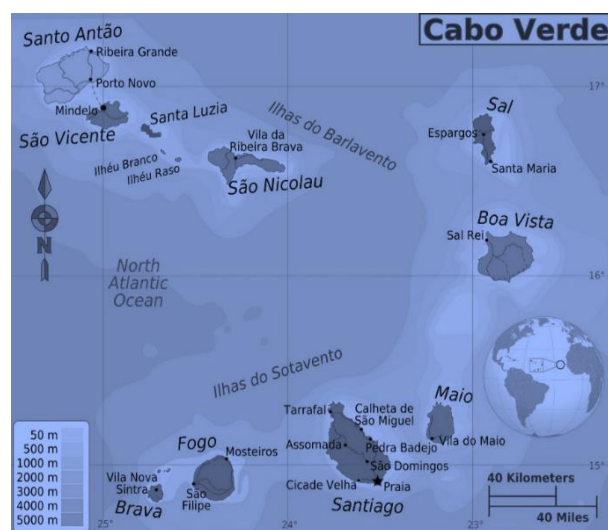 Cabo Verde
Santo Antão
Ribeira Grande
Porto Novo
Mindelo
São Vicente
Santa Luzia
Ilhéu Branco
Ilhéu Raso
Vila da
Ribeira Brava
São Nicolau
Ilhas do Barlavento
17°
Sal
Espargos
Santa Maria
Boa Vista
Sal Rei
N
North
Atlantic
Ocean
16°
Ilhas do Sotavento
Maio
Vila do Maio
Tarrafal
Calheta de
São Miguel
Assomada
Pedra Badejo
São Domingos
Cicade Velha
Praia
Santiago
Fogo
Mosteiros
São
Filipe
Vila Nova
Sintra
Brava
15°
50 m
500 m
1000 m
2000 m
3000 m
4000 m
5000 m
25°
24°
23°
40 Kilometers
40 Miles